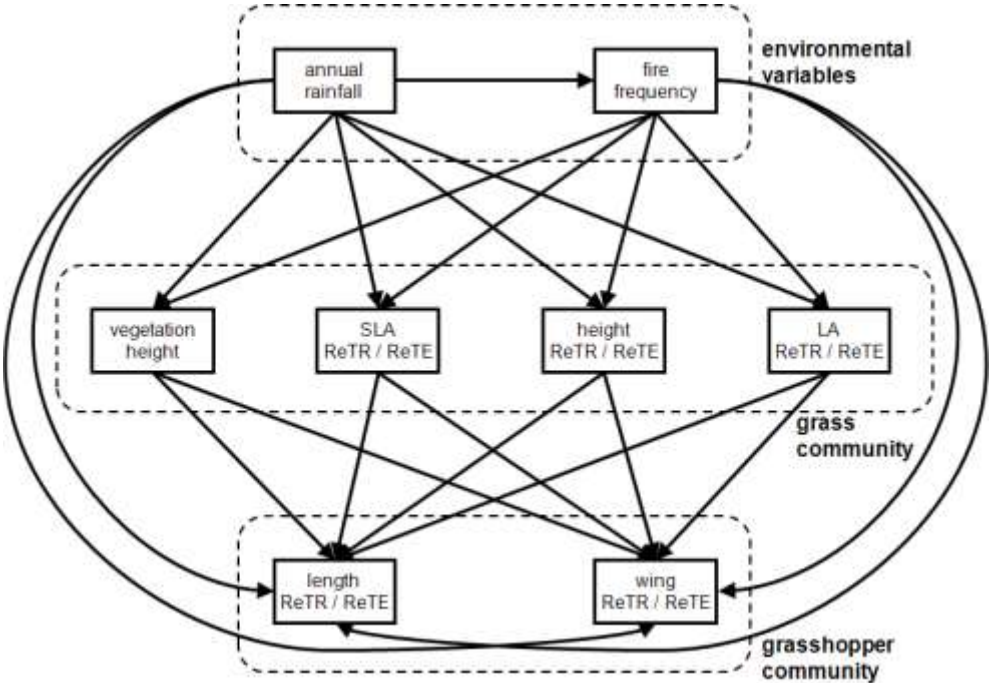 environmental
variables
annual
rainfall
fire
frequency
vegetation
height
SLA
ReTR / ReTE
height
ReTR / ReTE
LA
ReTR / ReTE
grass
community
length
ReTR / ReTE
wing
ReTR / ReTE
grasshopper
community